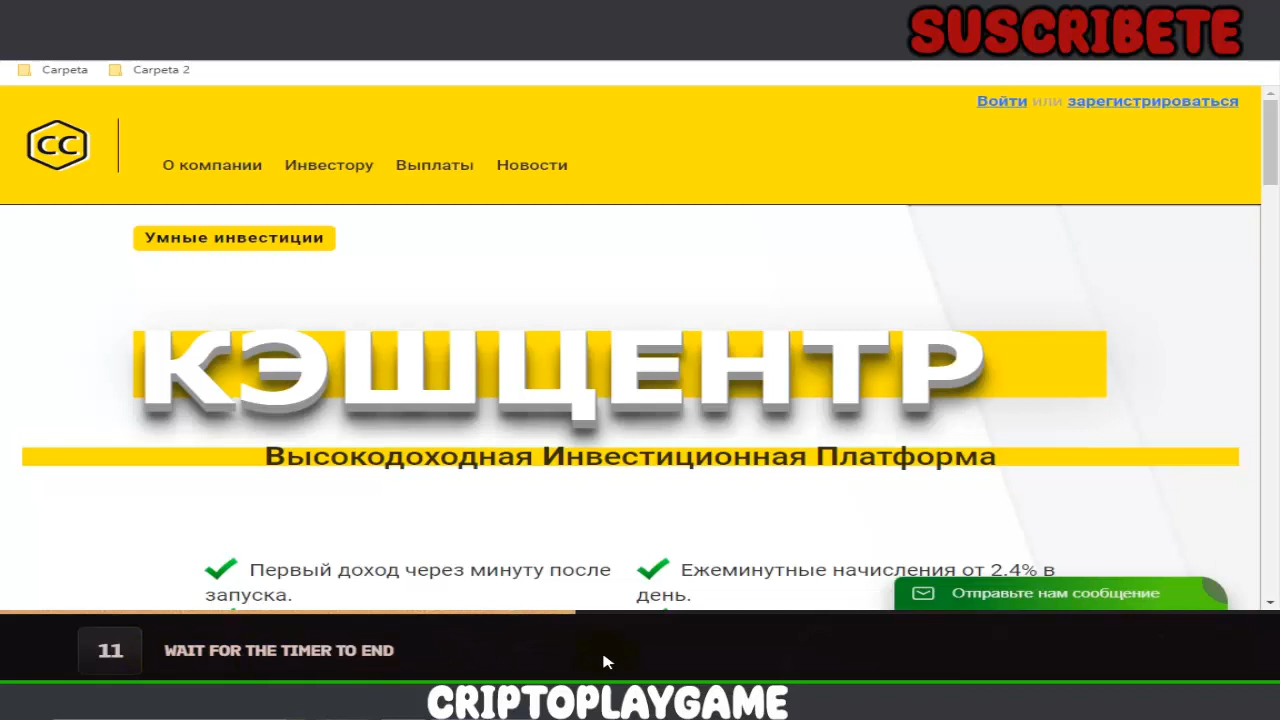 SUSCRIBETE
Carpeta Carpeta 2
Войти или зарегистрироваться
CC
О компании Инвестору Выплаты Новости
Умные инвестиции
КЭШЦЕНТР
Высокодоходная Инвестиционная Платформа
Первый доход через минуту после запуска.
Ежеминутные начисления от 2.4% в день.
Отправьте нам сообщение
11 WAIT FOR THE TIMER TO END
CRIPTOPLAYGAME